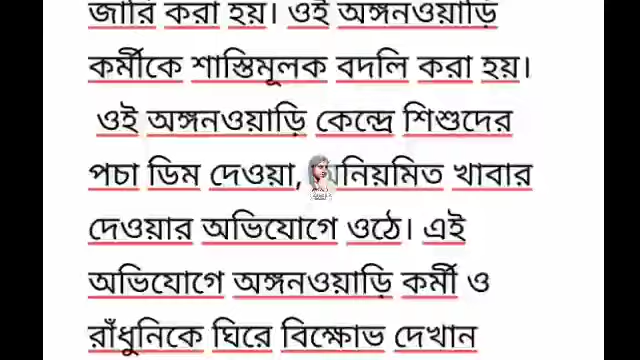 জারি করা হয়। ওই অঙ্গনওয়াড়ি
কর্মীকে শাস্তিমূলক বদলি করা হয়।
ওই অঙ্গনওয়াড়ি কেন্দ্রে শিশুদের
পচা ডিম দেওয়া, খাবার
দেওয়ার অভিযোগে ওঠে। এই
অভিযোগে অঙ্গনওয়াড়ি কর্মী ও
রাঁধুনিকে ঘিরে বিক্ষোভ দেখান